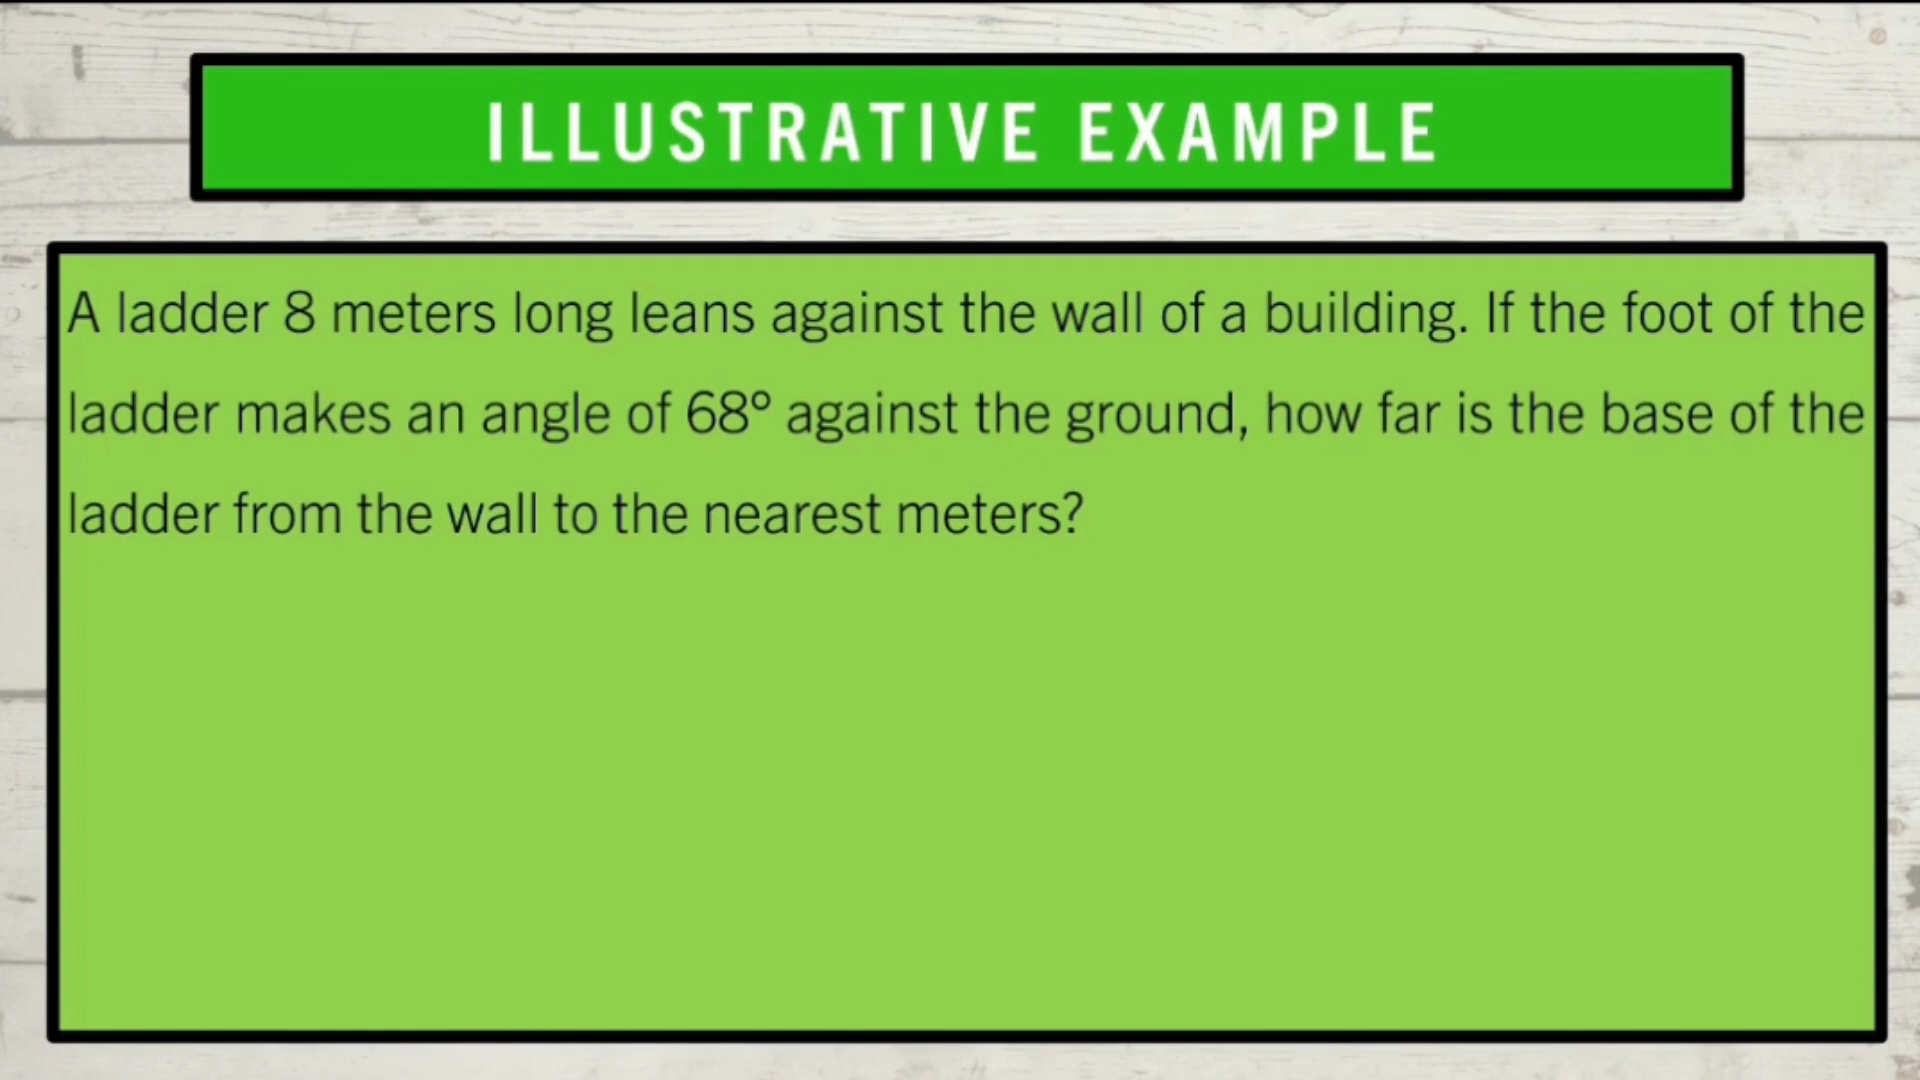 ILLUSTRATIVE EXAMPLE
A ladder 8 meters long leans against the wall of a building. If the foot of the
ladder makes an angle of 68° against the ground, how far is the base of the
ladder from the wall to the nearest meters?